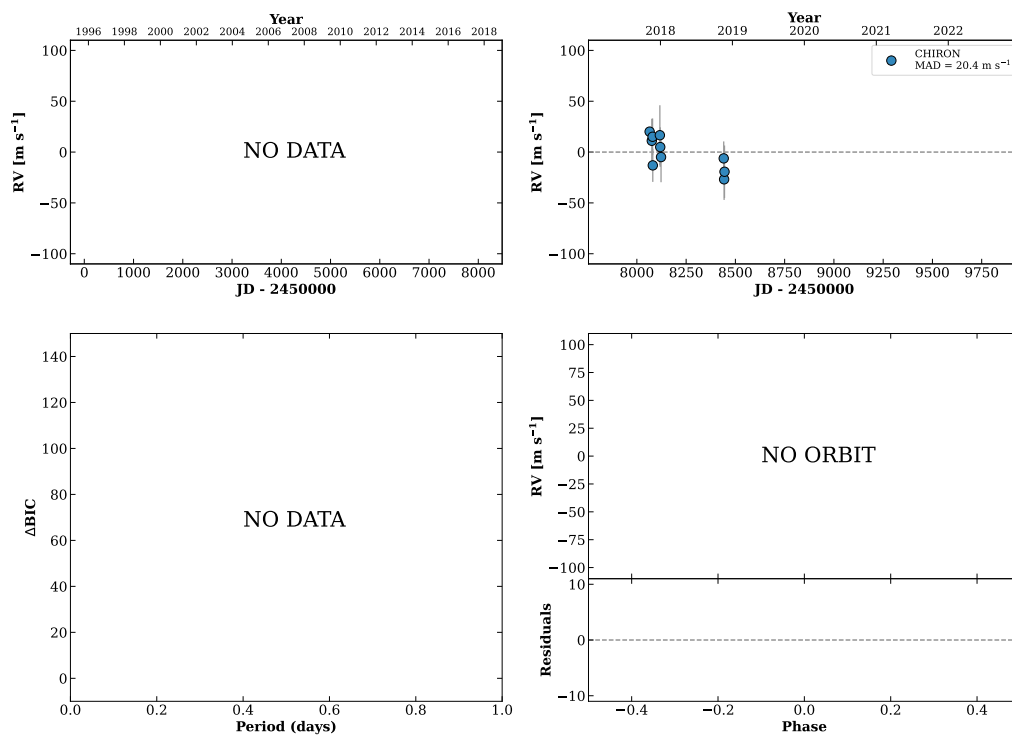 Year
1996 1998 2000 2002 2004 2006 2008 2010 2012 2014 2016 2018
100
50
0
−50
−100
RV [m s⁻¹]
NO DATA
0 1000 2000 3000 4000 5000 6000 7000 8000
JD - 2450000
Year
2018 2019 2020 2021 2022
CHIRON
MAD = 20.4 m s⁻¹
100
50
0
−50
−100
RV [m s⁻¹]
8000 8250 8500 8750 9000 9250 9500 9750
JD - 2450000
140
120
100
80
60
40
20
0
ΔBIC
NO DATA
0.0 0.2 0.4 0.6 0.8 1.0
Period (days)
100
75
50
25
0
−25
−50
−75
−100
RV [m s⁻¹]
NO ORBIT
10
0
−10
Residuals
−0.4 −0.2 0.0 0.2 0.4
Phase